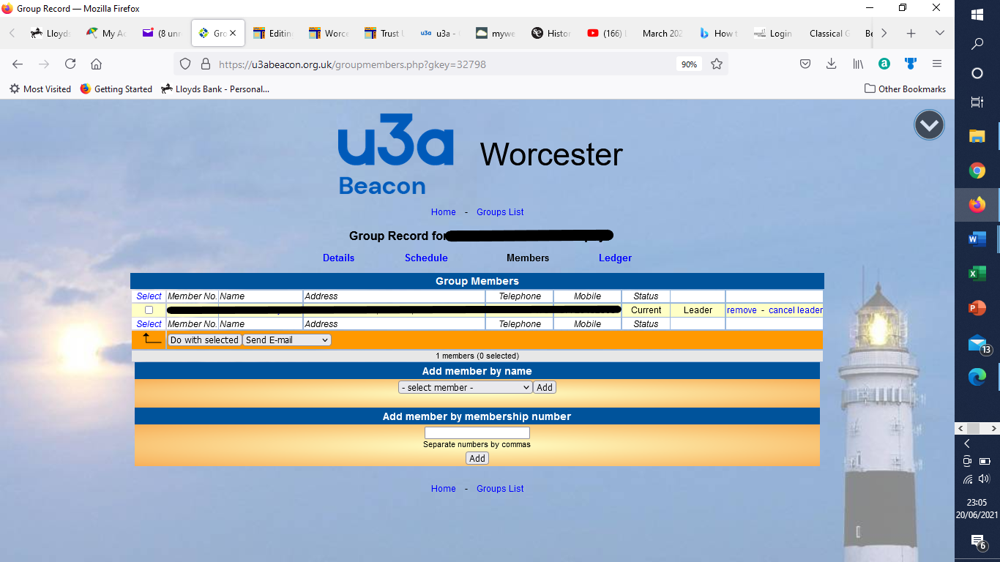 Group Record — Mozilla Firefox
Lloyds My Ac (8 unr Gro Editin Worce Trust U u3a - mywe Histor (166) March 202 How t Login Classical G Be
https://u3abeacon.org.uk/groupmembers.php?gkey=32798 90%
Most Visited Getting Started Lloyds Bank - Personal... Other Bookmarks
u3a
Beacon
Worcester
Home - Groups List
Group Record for
Details Schedule Members Ledger
Group Members
Select Member No. Name Address Telephone Mobile Status
Current Leader remove - cancel leader
Select Member No. Name Address Telephone Mobile Status
Do with selected Send E-mail
1 members (0 selected)
Add member by name
- select member - Add
Add member by membership number
Separate numbers by commas
Add
Home - Groups List
13
23:05
20/06/2021
6